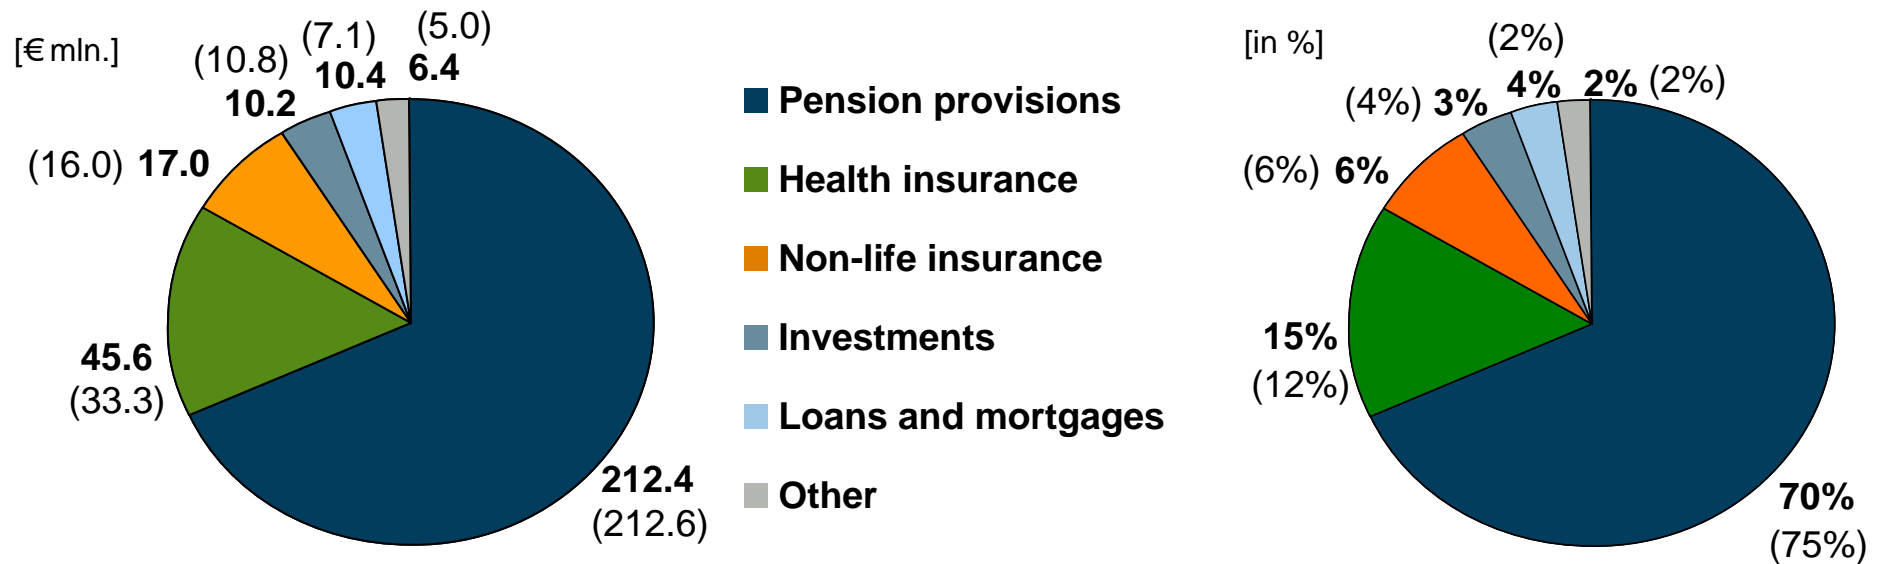 [€ mln.]
(10.8)
(7.1)
(5.0)
10.2
10.4
6.4
(16.0) 17.0
45.6
(33.3)
212.4
(212.6)
Pension provisions
Health insurance
Non-life insurance
Investments
Loans and mortgages
Other
[in %]
(2%)
(4%) 3%
4%
2% (2%)
(6%) 6%
15%
(12%)
70%
(75%)